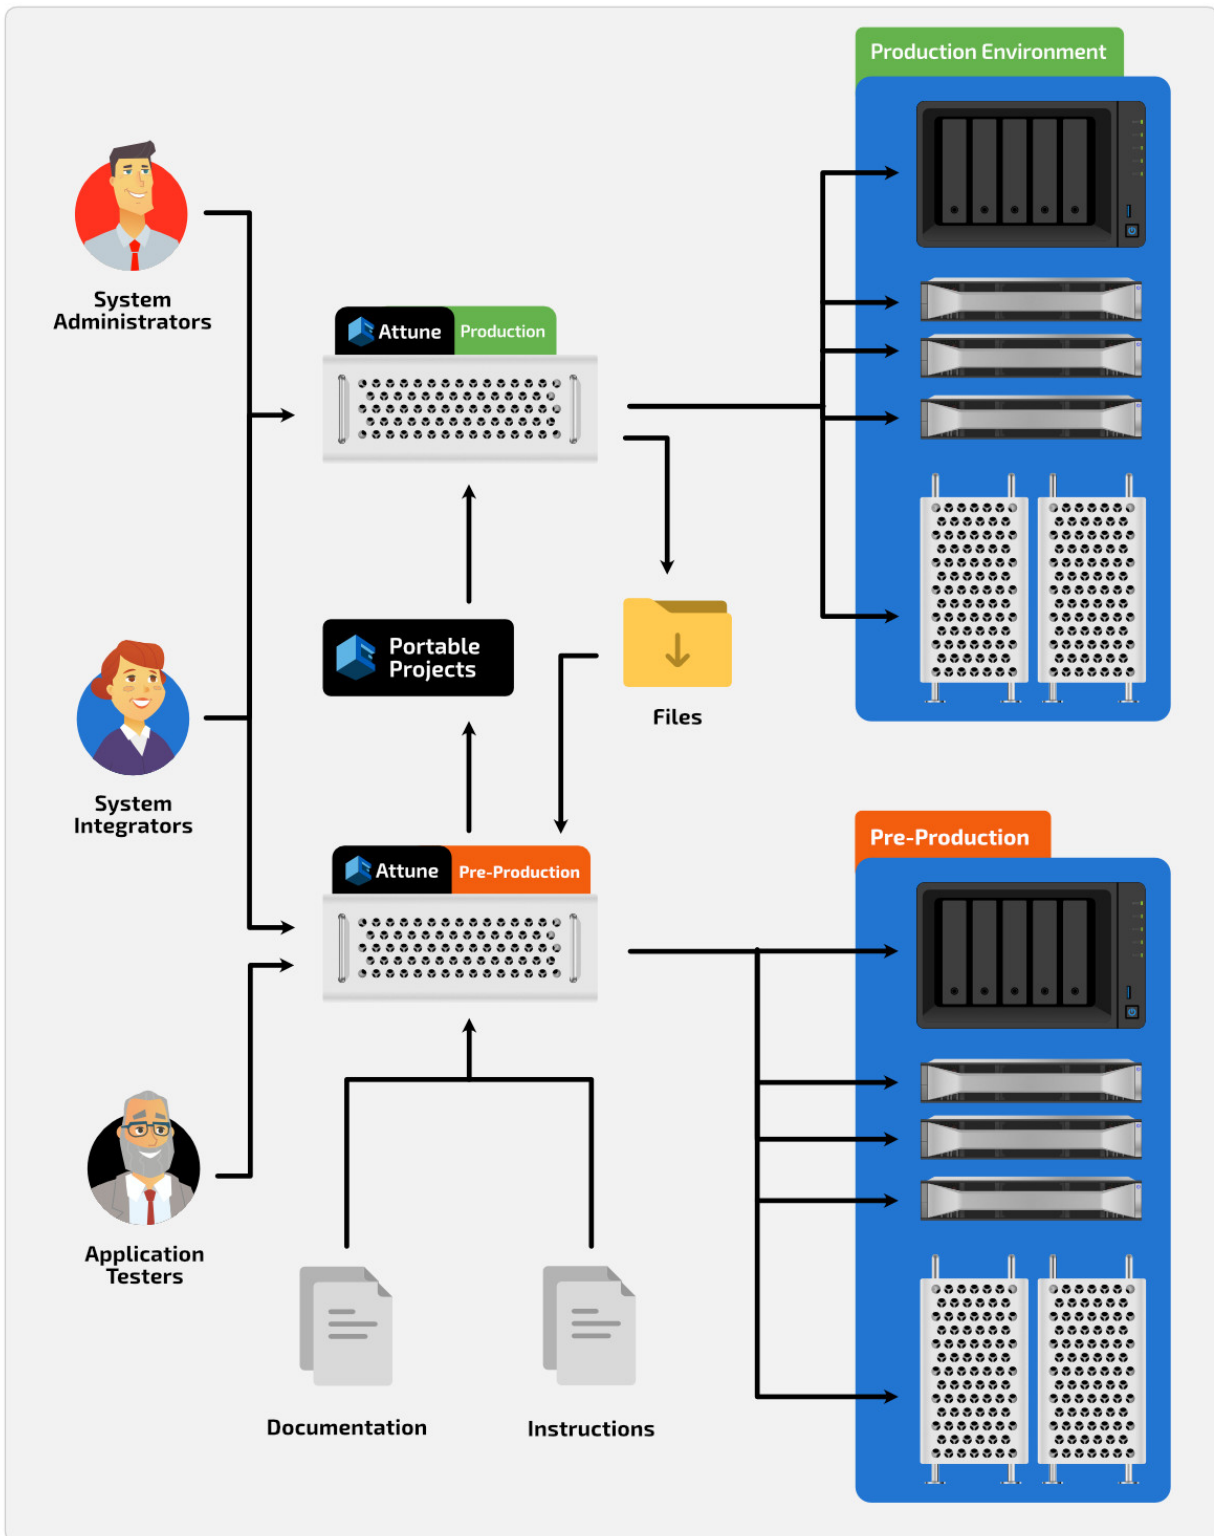 Production Environment
System
Administrators
Attune
Production
Portable
Projects
Files
System
Integrators
Pre-Production
Attune
Pre-Production
Application
Testers
Documentation
Instructions